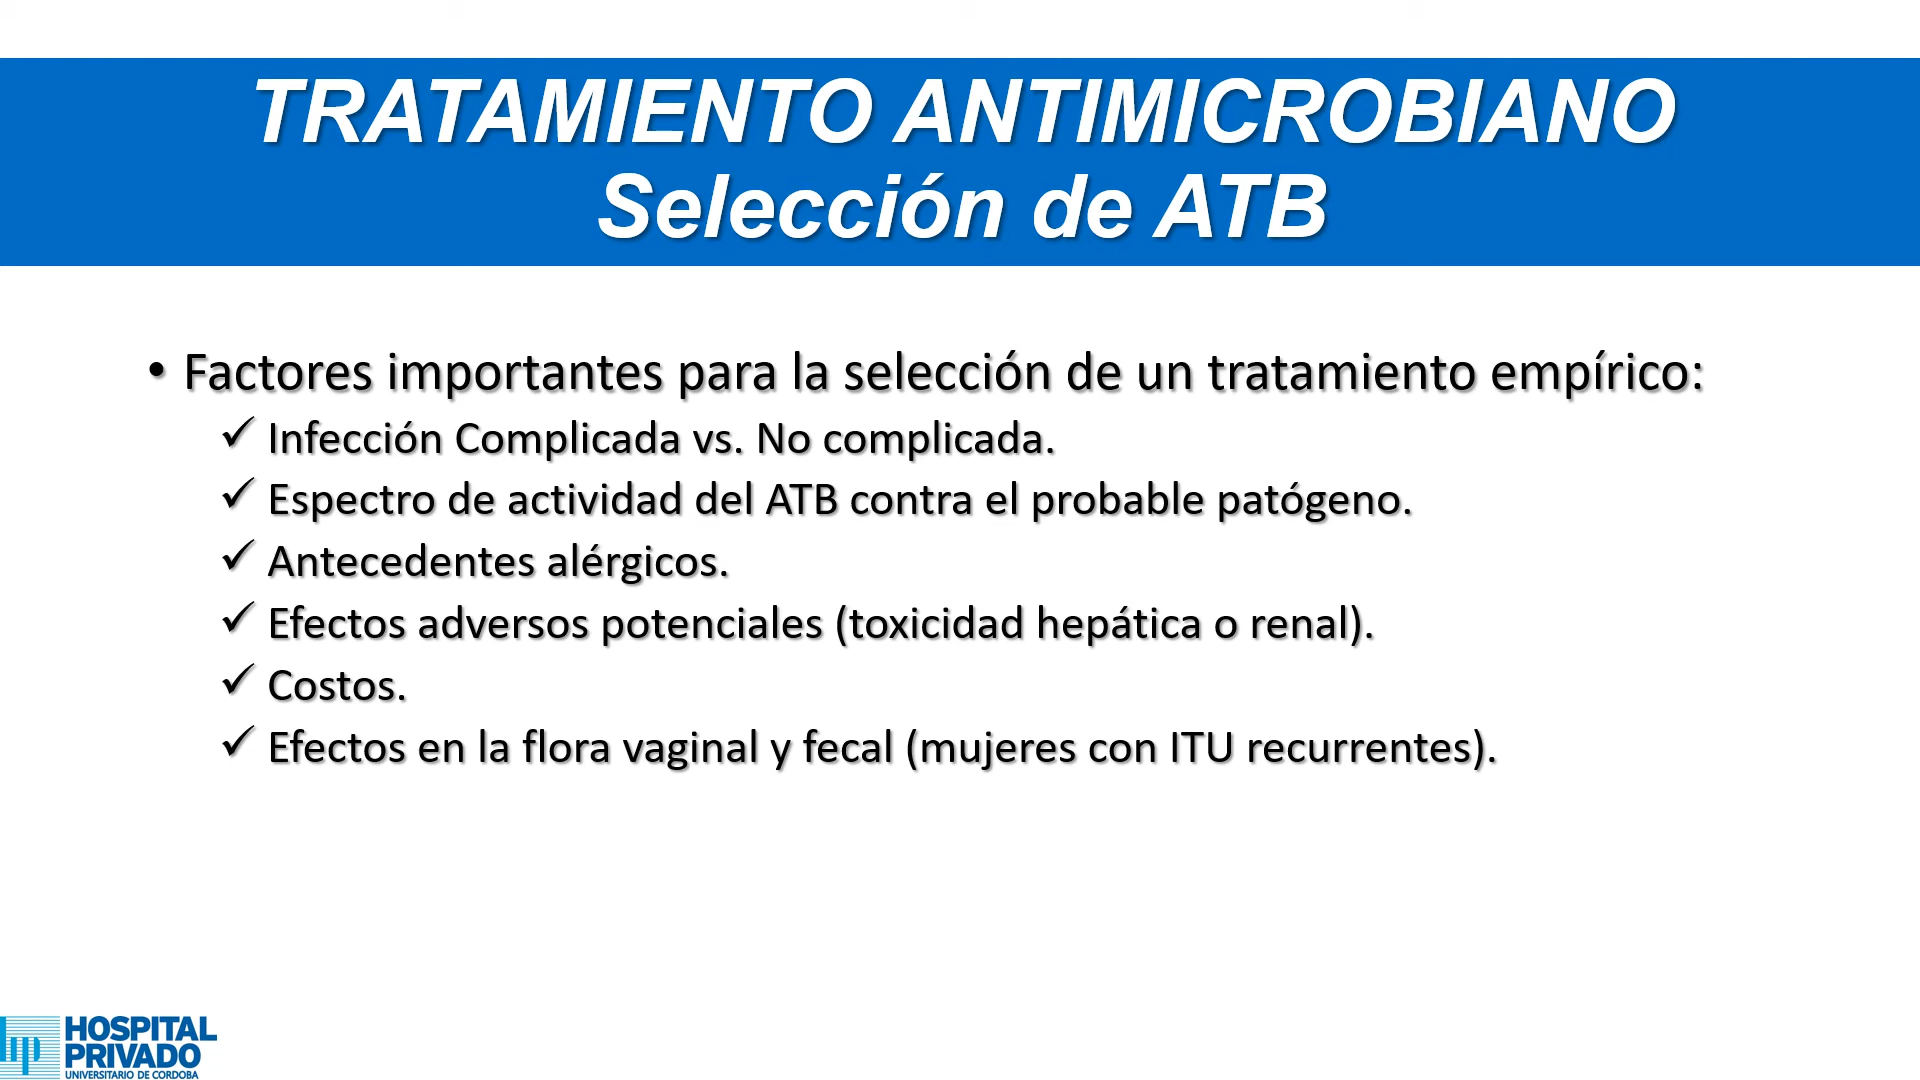 TRATAMIENTO ANTIMICROBIANO
Selección de ATB
• Factores importantes para la selección de un tratamiento empírico:
✓ Infección Complicada vs. No complicada.
✓ Espectro de actividad del ATB contra el probable patógeno.
✓ Antecedentes alérgicos.
✓ Efectos adversos potenciales (toxicidad hepática o renal).
✓ Costos.
✓ Efectos en la flora vaginal y fecal (mujeres con ITU recurrentes).
hp
HOSPITAL
PRIVADO
UNIVERSITARIO DE CORDOBA